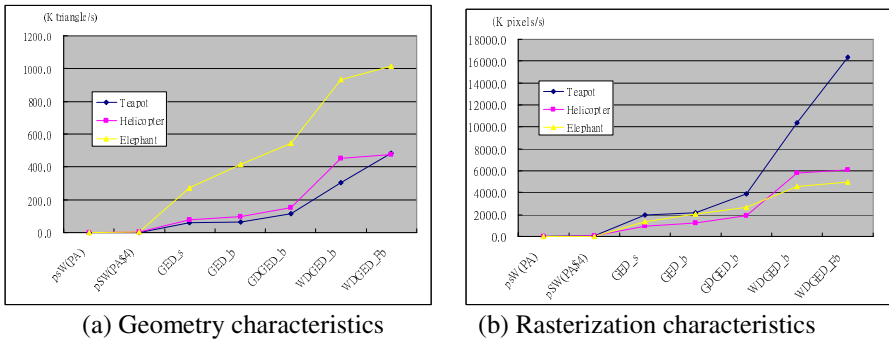 (K triangle/s)
1200.0
1000.0
800.0
600.0
400.0
200.0
0.0
Teapot
Helicopter
Elephant
psW(PA)
pSW(PA$4)
GED_s
GED_b
GDGED_b
WDGED_b
WDGED_Fb
(a) Geometry characteristics
(K pixels/s)
18000.0
16000.0
14000.0
12000.0
10000.0
8000.0
6000.0
4000.0
2000.0
0.0
Teapot
Helicopter
Elephant
psW(PA)
pSW(PA$4)
GED_s
GED_b
GDGED_b
WDGED_b
WDGED_Fb
(b) Rasterization characteristics